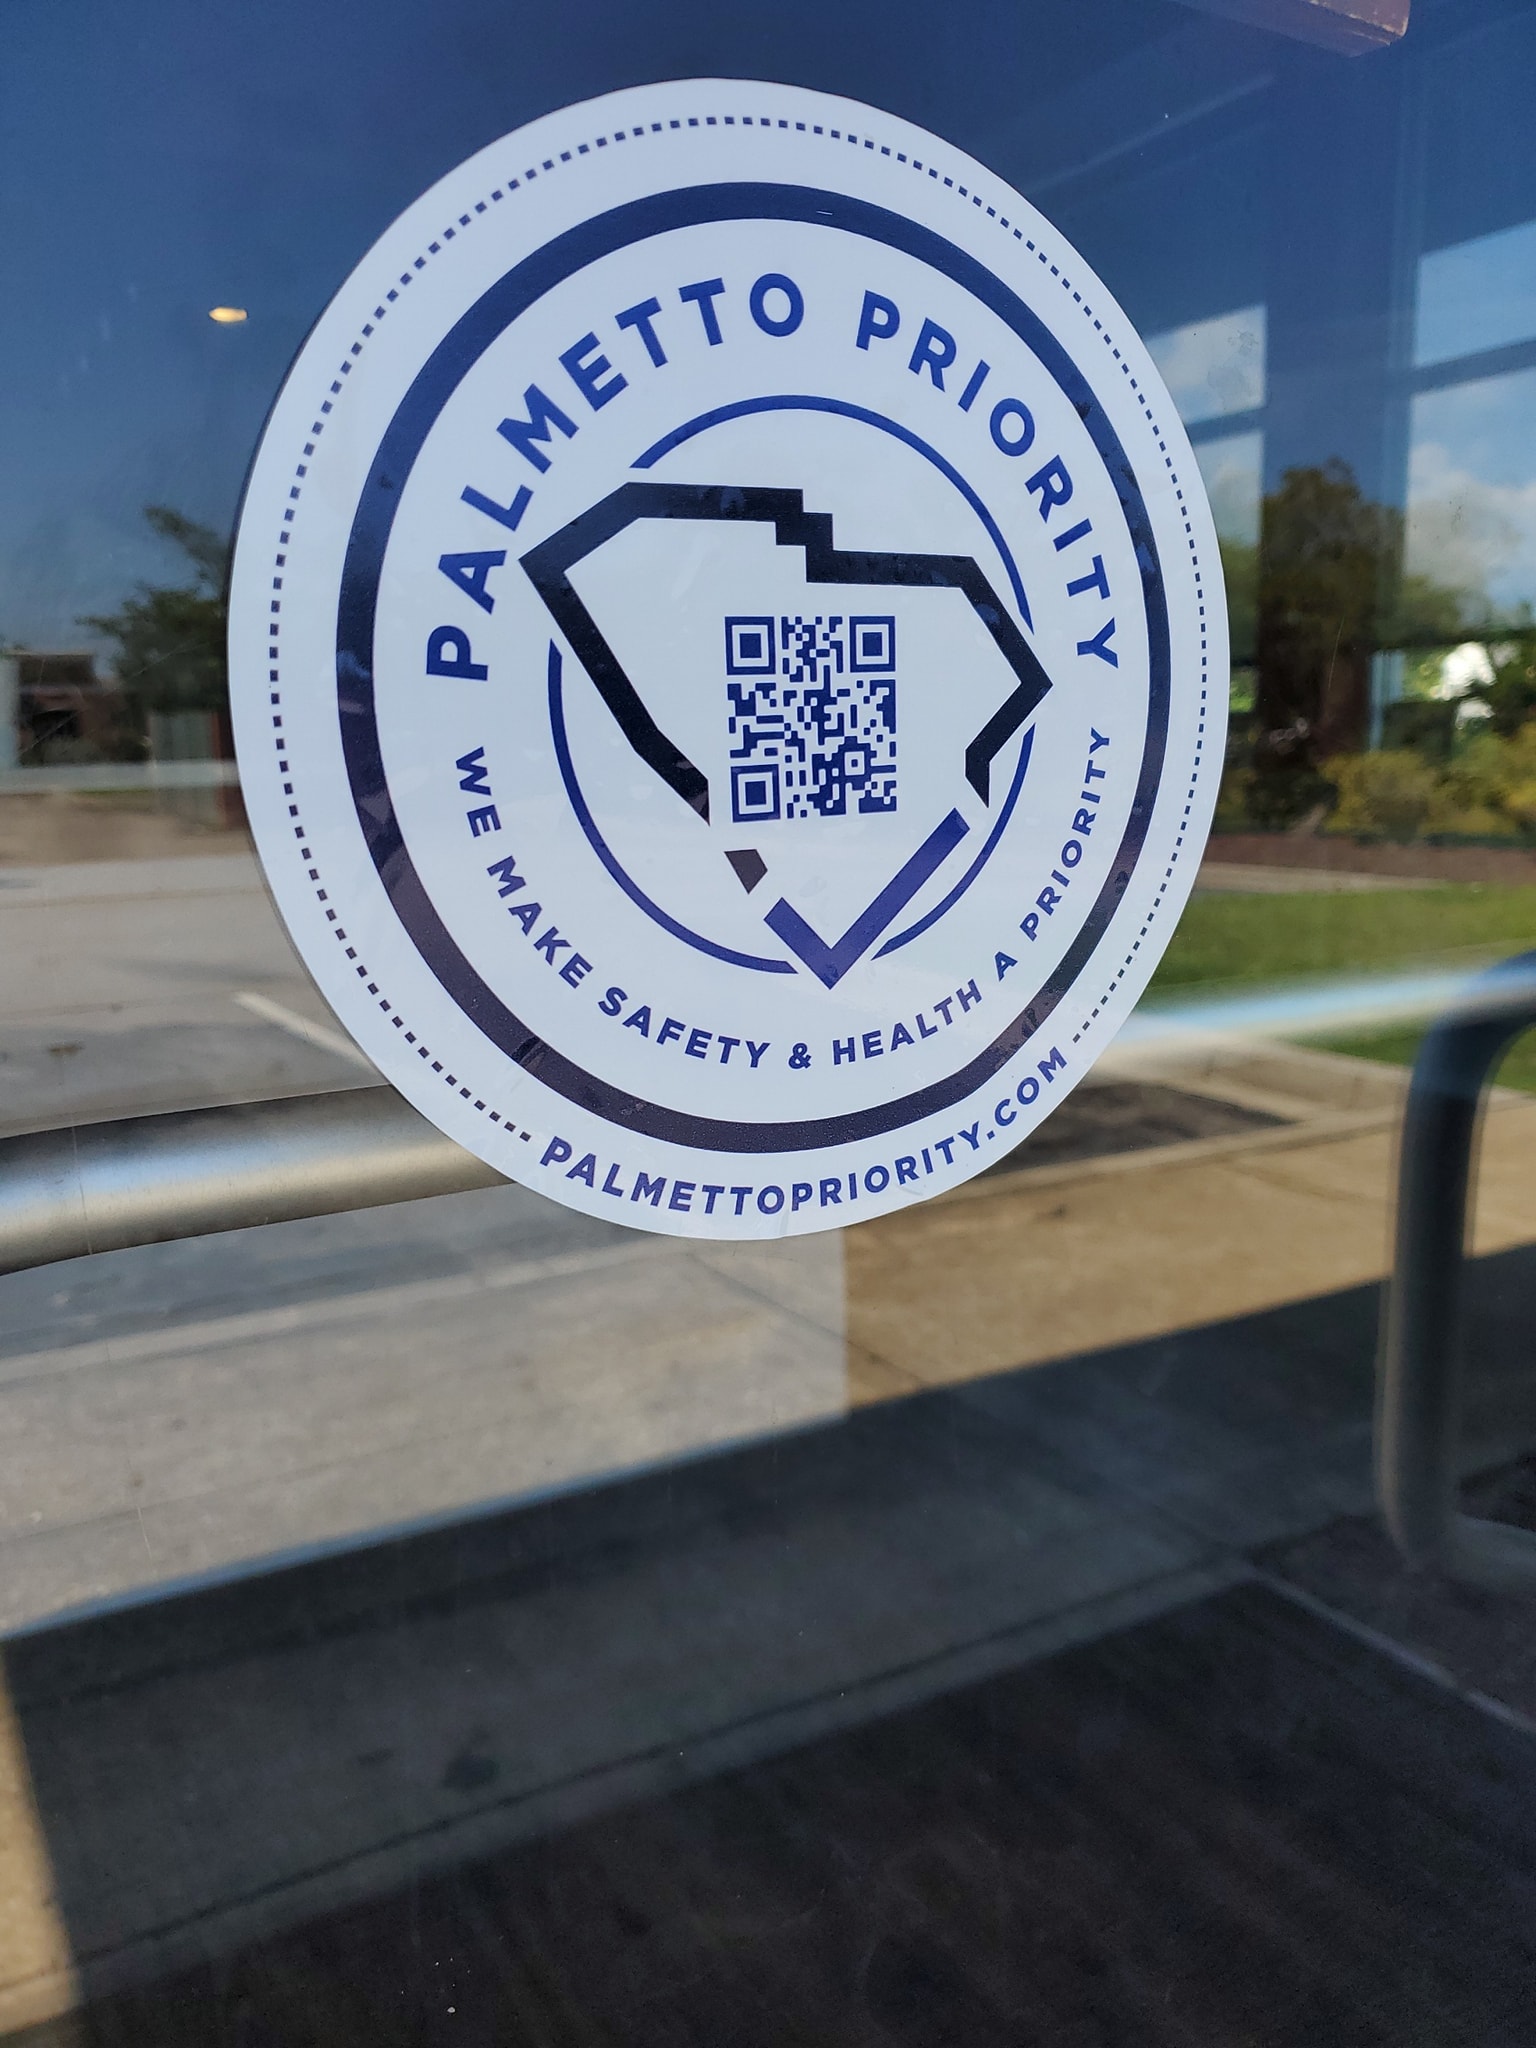 PALMETTO PRIORITY
WE MAKE SAFETY & HEALTH A PRIORITY
PALMETTOPRIORITY.COM